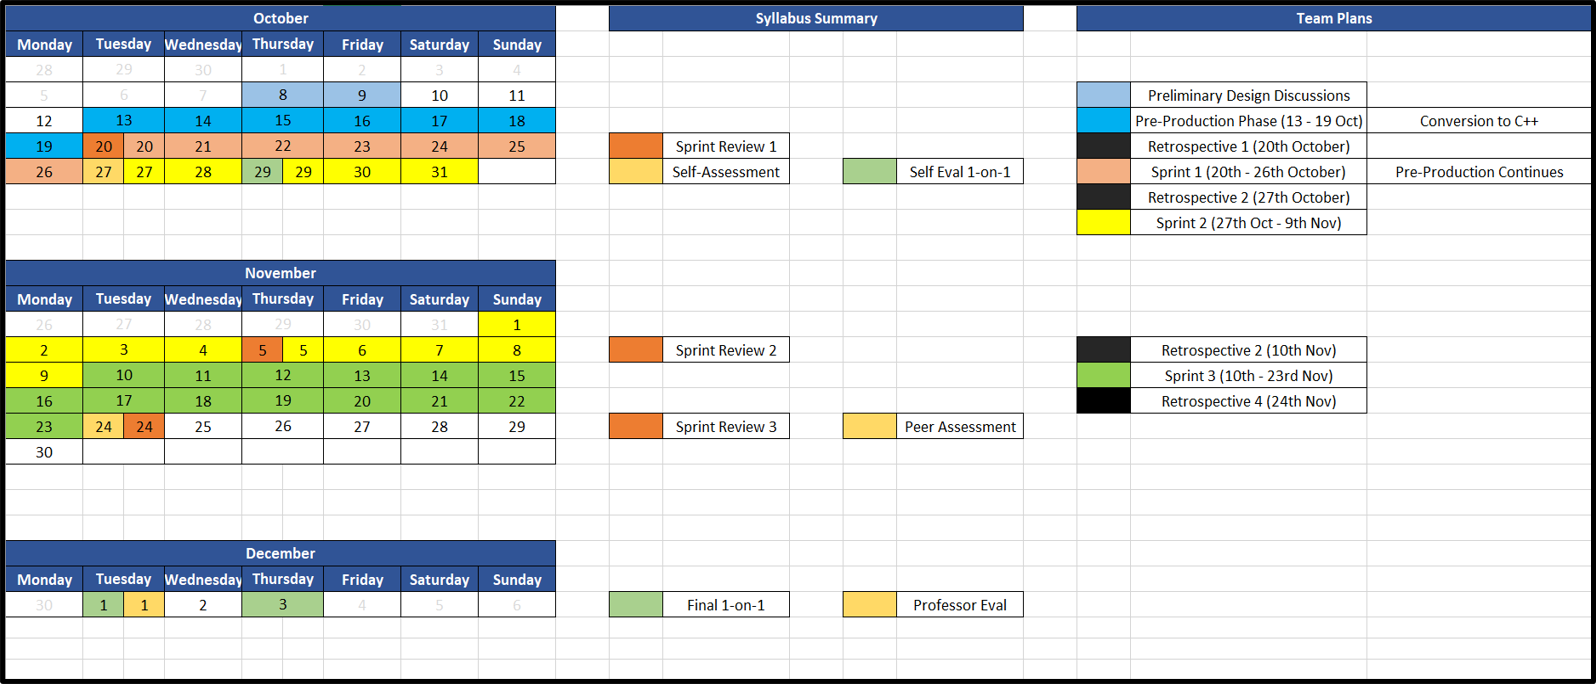 October Syllabus Summary Team Plans
Monday Tuesday Wednesday Thursday Friday Saturday Sunday
28 29 30 1 2 3 4
5 6 7 8 9 10 11 Preliminary Design Discussions
12 13 14 15 16 17 18 Pre-Production Phase (13 - 19 Oct) Conversion to C++
19 20 20 21 22 23 24 25 Sprint Review 1 Retrospective 1 (20th October)
26 27 27 28 29 29 30 31 Self-Assessment Self Eval 1-on-1 Sprint 1 (20th - 26th October) Pre-Production Continues
Retrospective 2 (27th October)
Sprint 2 (27th Oct - 9th Nov)
November
Monday Tuesday Wednesday Thursday Friday Saturday Sunday
26 27 28 29 30 31 1
2 3 4 5 5 6 7 8 Sprint Review 2 Retrospective 2 (10th Nov)
9 10 11 12 13 14 15 Sprint 3 (10th - 23rd Nov)
16 17 18 19 20 21 22 Retrospective 4 (24th Nov)
23 24 24 25 26 27 28 29 Sprint Review 3 Peer Assessment
30
December
Monday Tuesday Wednesday Thursday Friday Saturday Sunday
30 1 1 2 3 4 5 6 Final 1-on-1 Professor Eval